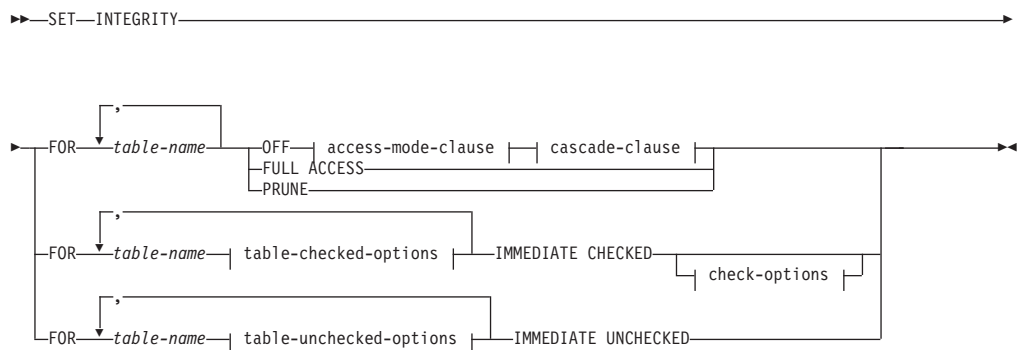 SET INTEGRITY
,
FOR table-name OFF access-mode-clause cascade-clause
FULL ACCESS
PRUNE
,
FOR table-name table-checked-options IMMEDIATE CHECKED
check-options
,
FOR table-name table-unchecked-options IMMEDIATE UNCHECKED